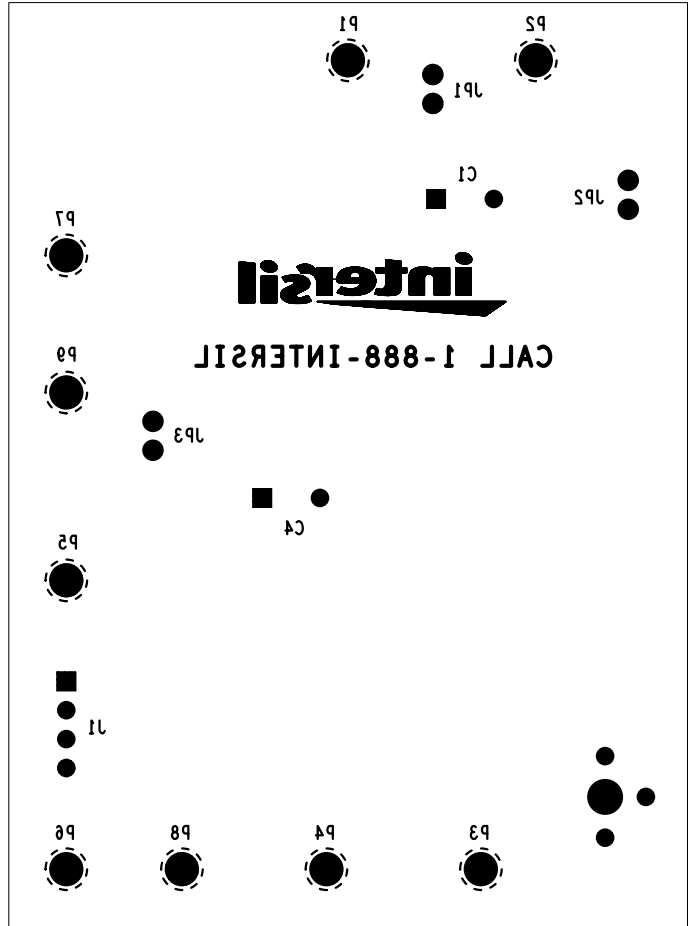 P1
P2
JP1
C1
JP2
P7
intersil
CALL 1-888-INTERSIL
P9
JP3
C4
P5
J1
P6
P8
P4
P3